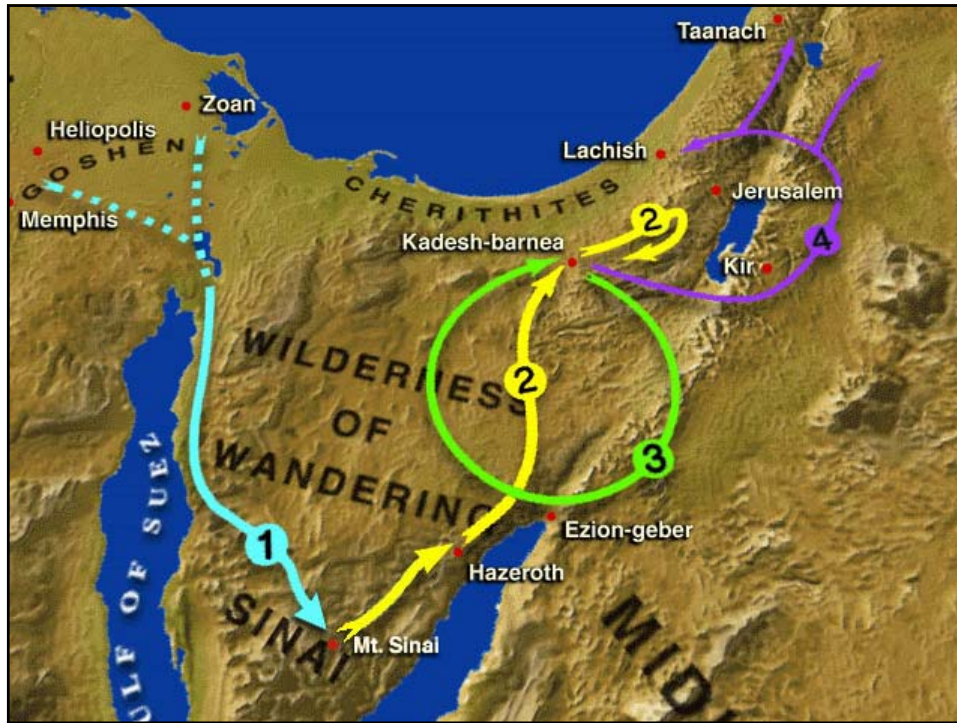 Taanach
Zoan
Heliopolis
GOSHEN
Lachish
CHERITHITES
Jerusalem
Memphis
2
Kadesh-barnea
4
Kir
WILDERNESS
2
OF
WANDERING
3
GULF OF SUEZ
1
Ezion-geber
Hazeroth
SINAI
Mt. Sinai
MID